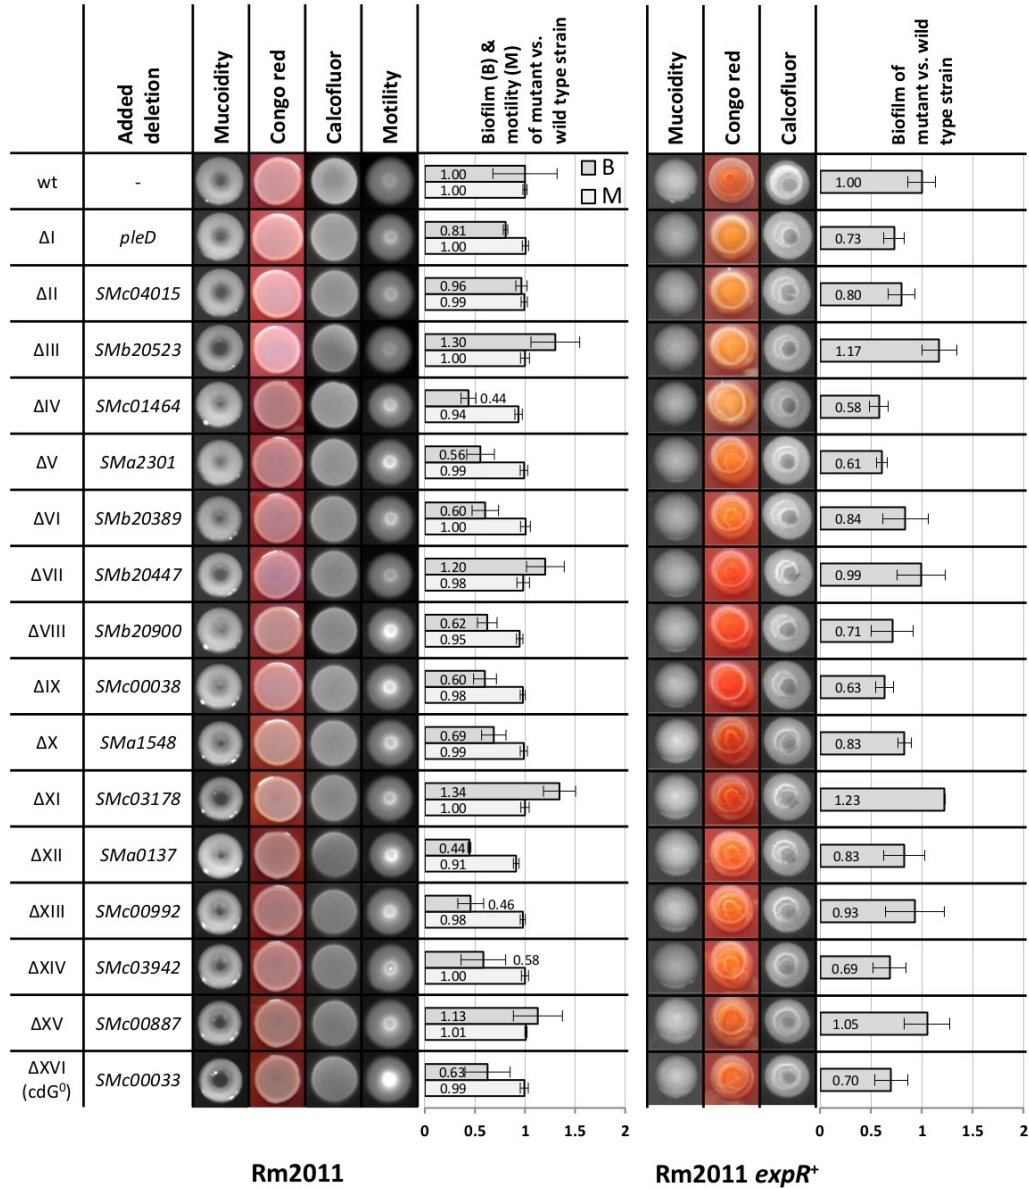 Added
deletion
Mucoidity
Congo red
Calcofluor
Motility
Biofilm (B) &
motility (M)
of mutant vs.
wild type strain
Mucoidity
Congo red
Calcofluor
Biofilm of
mutant vs. wild
type strain
B
M
wt - 1.00 1.00
1.00
ΔI pleD 0.81 0.73
1.00
ΔII SMc04015 0.96 0.80
0.99
ΔIII SMb20523 1.30 1.17
1.00
ΔIV SMc01464 0.44 0.58
0.94
ΔV SMa2301 0.56 0.61
0.99
ΔVI SMb20389 0.60 0.84
1.00
ΔVII SMb20447 1.20 0.99
0.98
ΔVIII SMb20900 0.62 0.71
0.95
ΔIX SMc00038 0.60 0.63
0.98
ΔX SMa1548 0.69 0.83
0.99
ΔXI SMc03178 1.34 1.23
1.00
ΔXII SMa0137 0.44 0.83
0.91
ΔXIII SMc00992 0.46 0.93
0.98
ΔXIV SMc03942 0.58 0.69
1.00
ΔXV SMc00887 1.13 1.05
1.01
ΔXVI
(cdG⁰) SMc00033 0.63 0.70
0.99
0 0.5 1 1.5 2 0 0.5 1 1.5 2
Rm2011 Rm2011 expR⁺